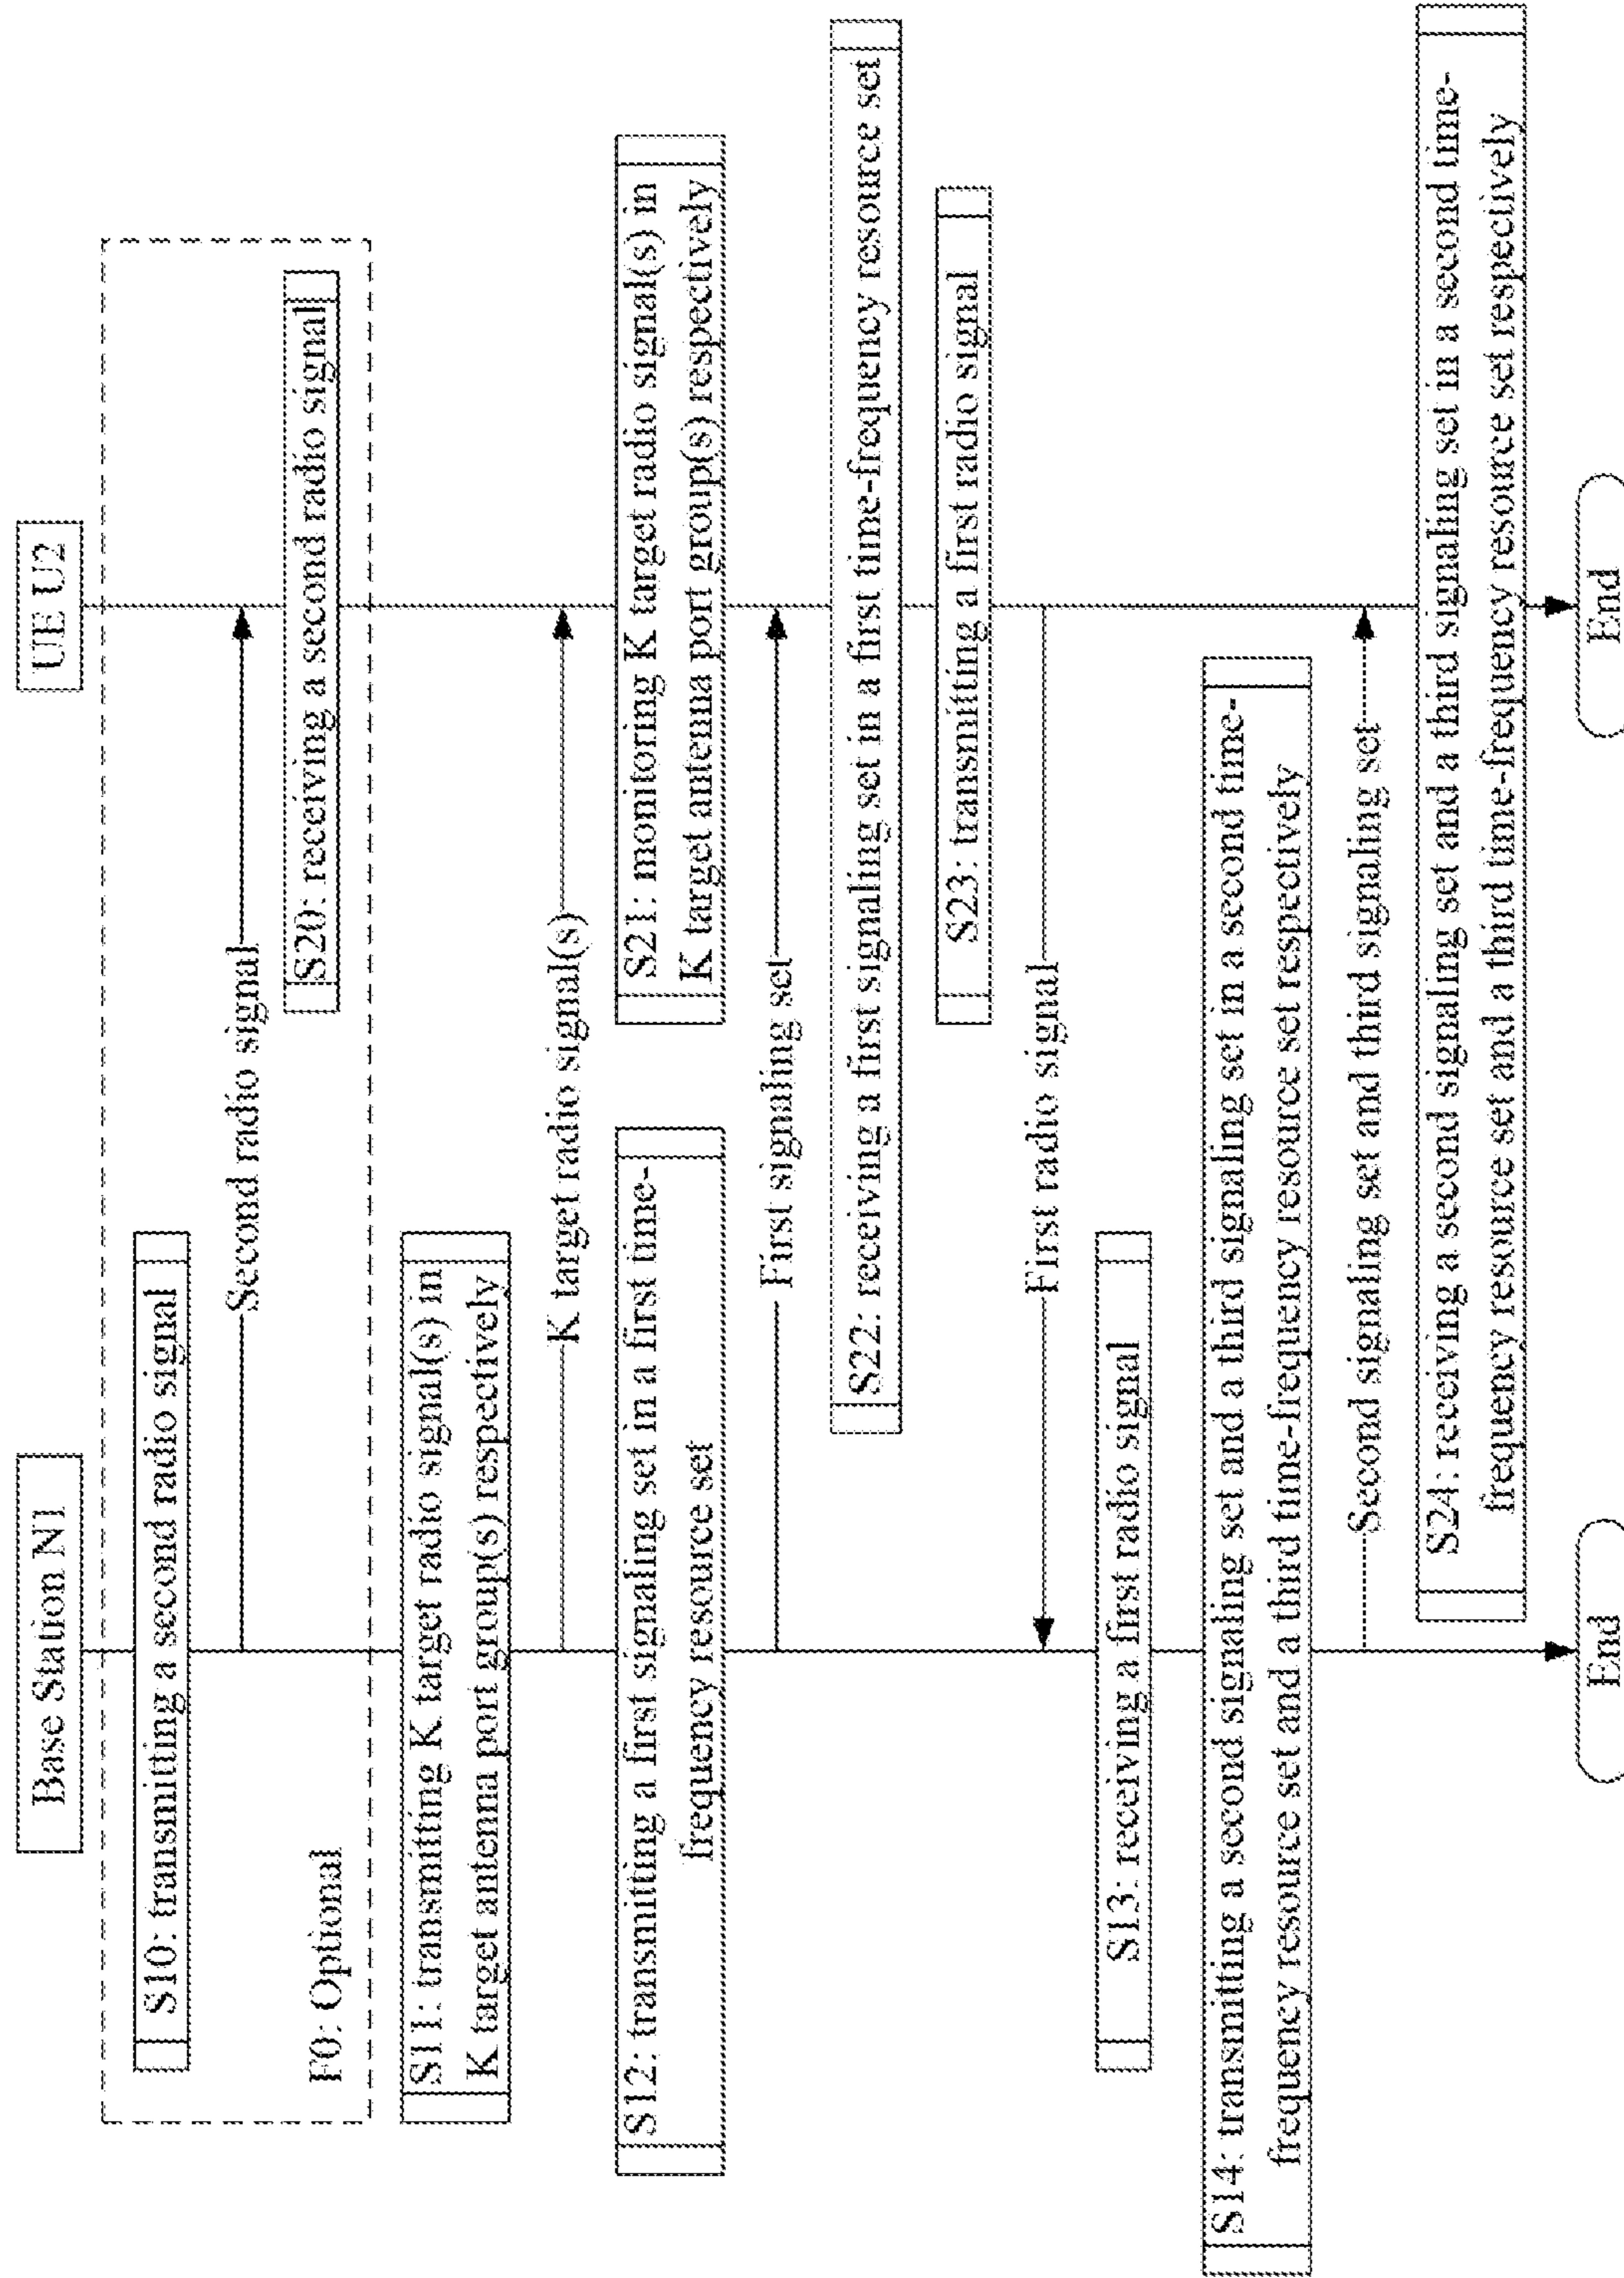 Base Station N1
UE U2
S10: transmitting a second radio signal
Second radio signal
S20: receiving a second radio signal
F0: Optional
S11: transmitting K target radio signal(s) in
K target antenna port group(s) respectively
K target radio signal(s)
S21: monitoring K target radio signal(s) in
K target antenna port group(s) respectively
S12: transmitting a first signaling set in a first time-
frequency resource set
First signaling set
S22: receiving a first signaling set in a first time-frequency resource set
S23: transmitting a first radio signal
First radio signal
S13: receiving a first radio signal
S14: transmitting a second signaling set and a third signaling set in a second time-
frequency resource set and a third time-frequency resource set respectively
Second signaling set and third signaling set
S24: receiving a second signaling set and a third signaling set in a second time-
frequency resource set and a third time-frequency resource set respectively
End
End